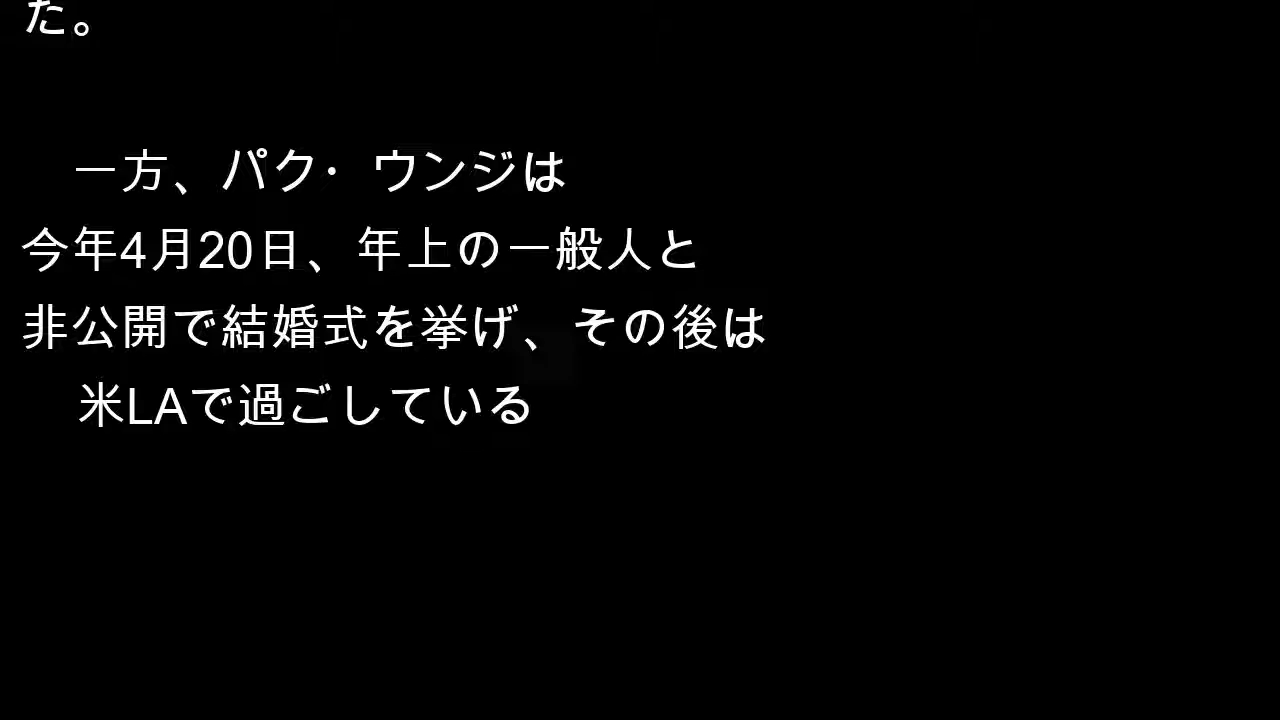 た。
一方、パク・ウンジは
今年4月20日、年上の一般人と
非公開で結婚式を挙げ、その後は
米LAで過ごしている